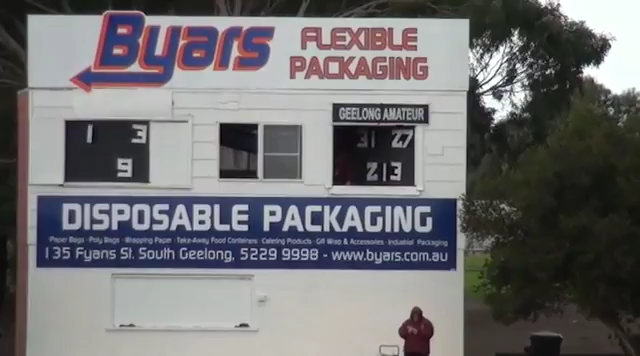 Byars
FLEXIBLE
PACKAGING
GEELONG AMATEUR
1 3
9
31 27
213
DISPOSABLE PACKAGING
Paper Bags · Poly Bags · Wrapping Paper · Take-Away Food Containers · Catering Products · Gift Wrap & Accessories · Industrial Packaging
135 Fyans St. South Geelong, 5229 9998 - www.byars.com.au